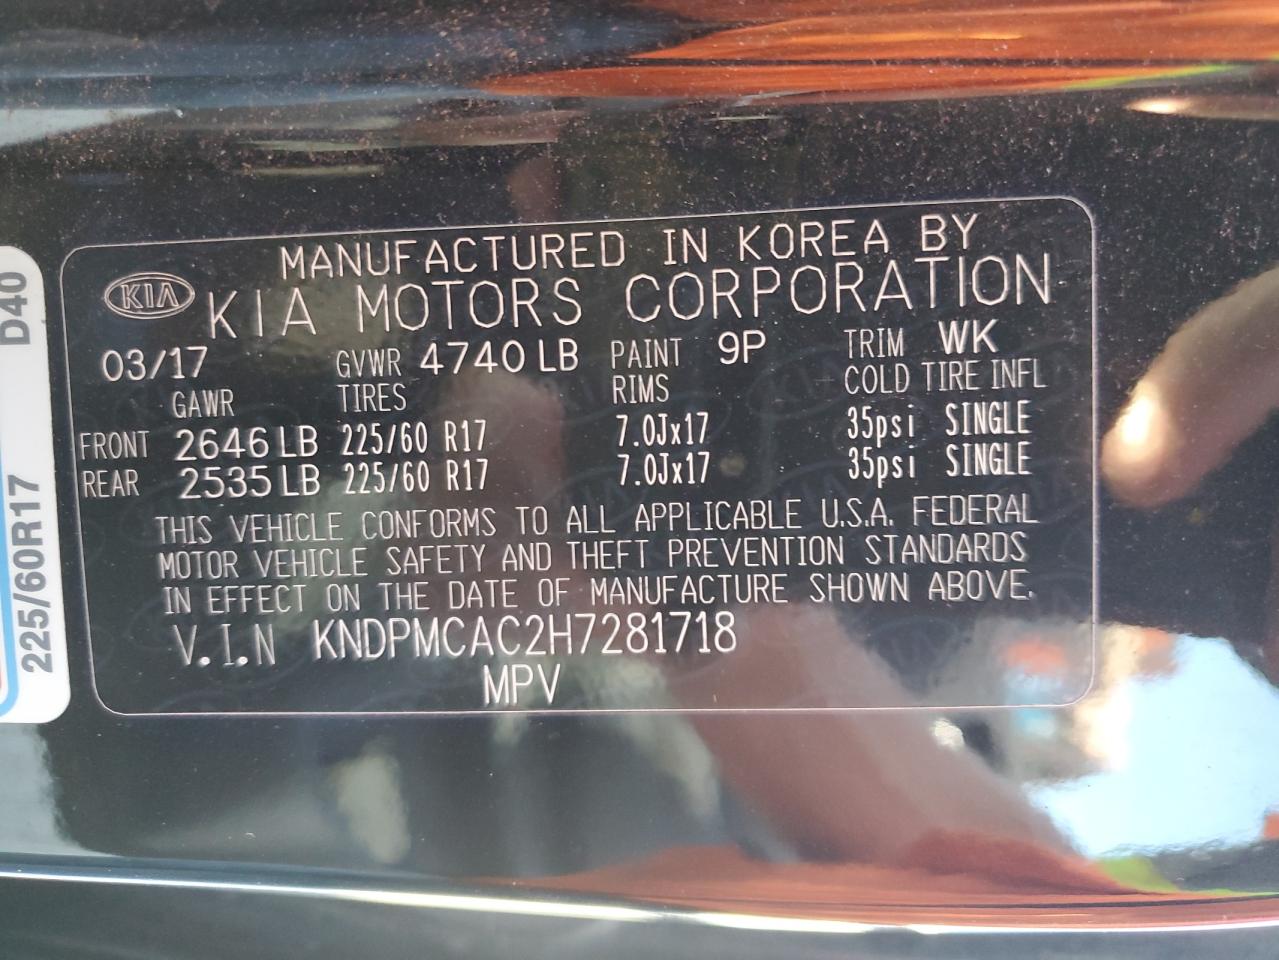 MANUFACTURED IN KOREA BY
KIA KIA MOTORS CORPORATION
03/17 GVWR 4740 LB PAINT 9P TRIM WK
GAWR TIRES RIMS COLD TIRE INFL
FRONT 2646 LB 225/60 R17 7.0Jx17 35psi SINGLE
REAR 2535 LB 225/60 R17 7.0Jx17 35psi SINGLE
THIS VEHICLE CONFORMS TO ALL APPLICABLE U.S.A. FEDERAL
MOTOR VEHICLE SAFETY AND THEFT PREVENTION STANDARDS
IN EFFECT ON THE DATE OF MANUFACTURE SHOWN ABOVE.
V.I.N KNDPMCAC2H7281718
MPV
225/60R17 D40